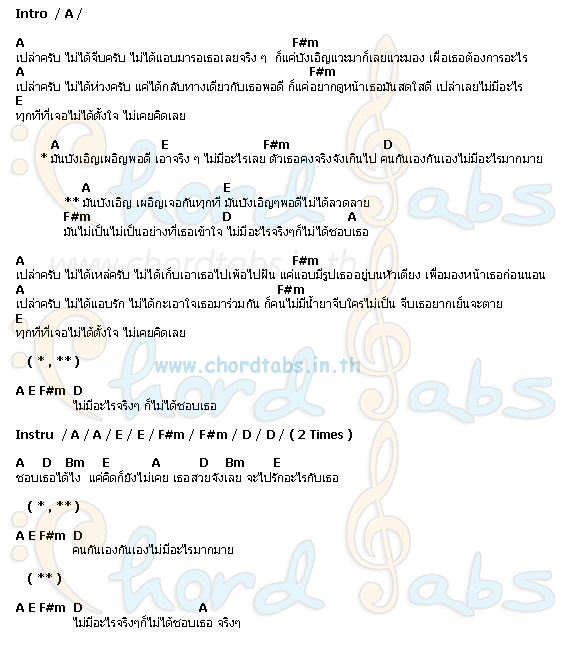 Intro / A /
A F#m
เปล่าครับ ไม่ได้จีบครับ ไม่ได้แอบมารอเธอเลยจริง ๆ ก็แค่บังเอิญแวะมาก็เลยแวะมอง เผื่อเธอต้องการอะไร
A F#m
เปล่าครับ ไม่ได้ห่วงครับ แค่ได้กลับทางเดียวกับเธอพอดี ก็แค่อยากดูหน้าเธอมันสดใสดี เปล่าเลยไม่มีอะไร
E
ทุกทีที่เจอไม่ได้ตั้งใจ ไม่เคยคิดเลย
A E F#m D
* มันบังเอิญเผอิญพอดี เอาจริง ๆ ไม่มีอะไรเลย ตัวเธอคงจริงจังเกินไป คนกันเองกันเองไม่มีอะไรมากมาย
A E
** มันบังเอิญ เผอิญเจอกันทุกที มันบังเอิญๆพอดีไม่ได้ลวดลาย
F#m D A
มันไม่เป็นไม่เป็นอย่างที่เธอเข้าใจ ไม่มีอะไรจริงๆก็ไม่ได้ชอบเธอ
A F#m
เปล่าครับ ไม่ได้เหล่ครับ ไม่ได้เก็บเอาเธอไปเพ้อไปฝัน แค่แอบมีรูปเธออยู่บนหัวเตียง เพื่อมองหน้าเธอก่อนนอน
A F#m
เปล่าครับ ไม่ได้แอบรัก ไม่ได้กะเอาใจเธอมาร่วมกัน ก็คนไม่มีน้ำยาจีบใครไม่เป็น จีบเธอยากเย็นจะตาย
E
ทุกทีที่เจอไม่ได้ตั้งใจ ไม่เคยคิดเลย
( * , ** )
www.chordtabs.in.th
A E F#m D
ไม่มีอะไรจริงๆ ก็ไม่ได้ชอบเธอ
Instru / A / A / E / E / F#m / F#m / D / D / ( 2 Times )
A D Bm E A D Bm E
ชอบเธอได้ไง แค่คิดก็ยังไม่เคย เธอสวยจังเลย จะไปรักอะไรกับเธอ
( * , ** )
A E F#m D
คนกันเองกันเองไม่มีอะไรมากมาย
( ** )
A E F#m D A
ไม่มีอะไรจริงๆก็ไม่ได้ชอบเธอ จริงๆ